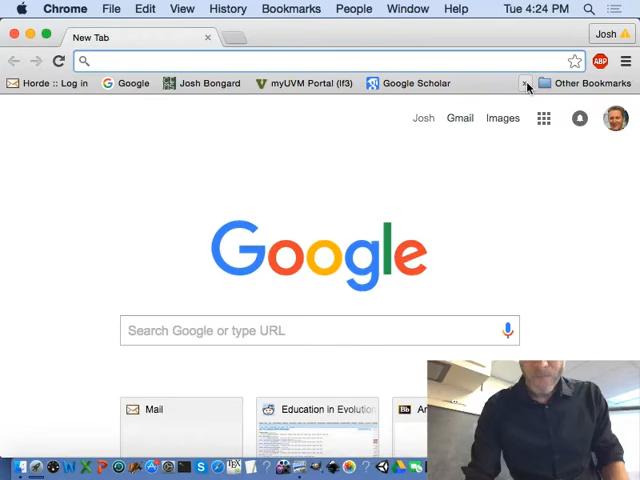 Chrome File Edit View History Bookmarks People Window Help Tue 4:24 PM
New Tab
Josh
ABP
Horde :: Log in Google Josh Bongard myUVM Portal (lf3) Google Scholar » Other Bookmarks
Josh Gmail Images
Google
Search Google or type URL
Mail
Education in Evolution
Bb